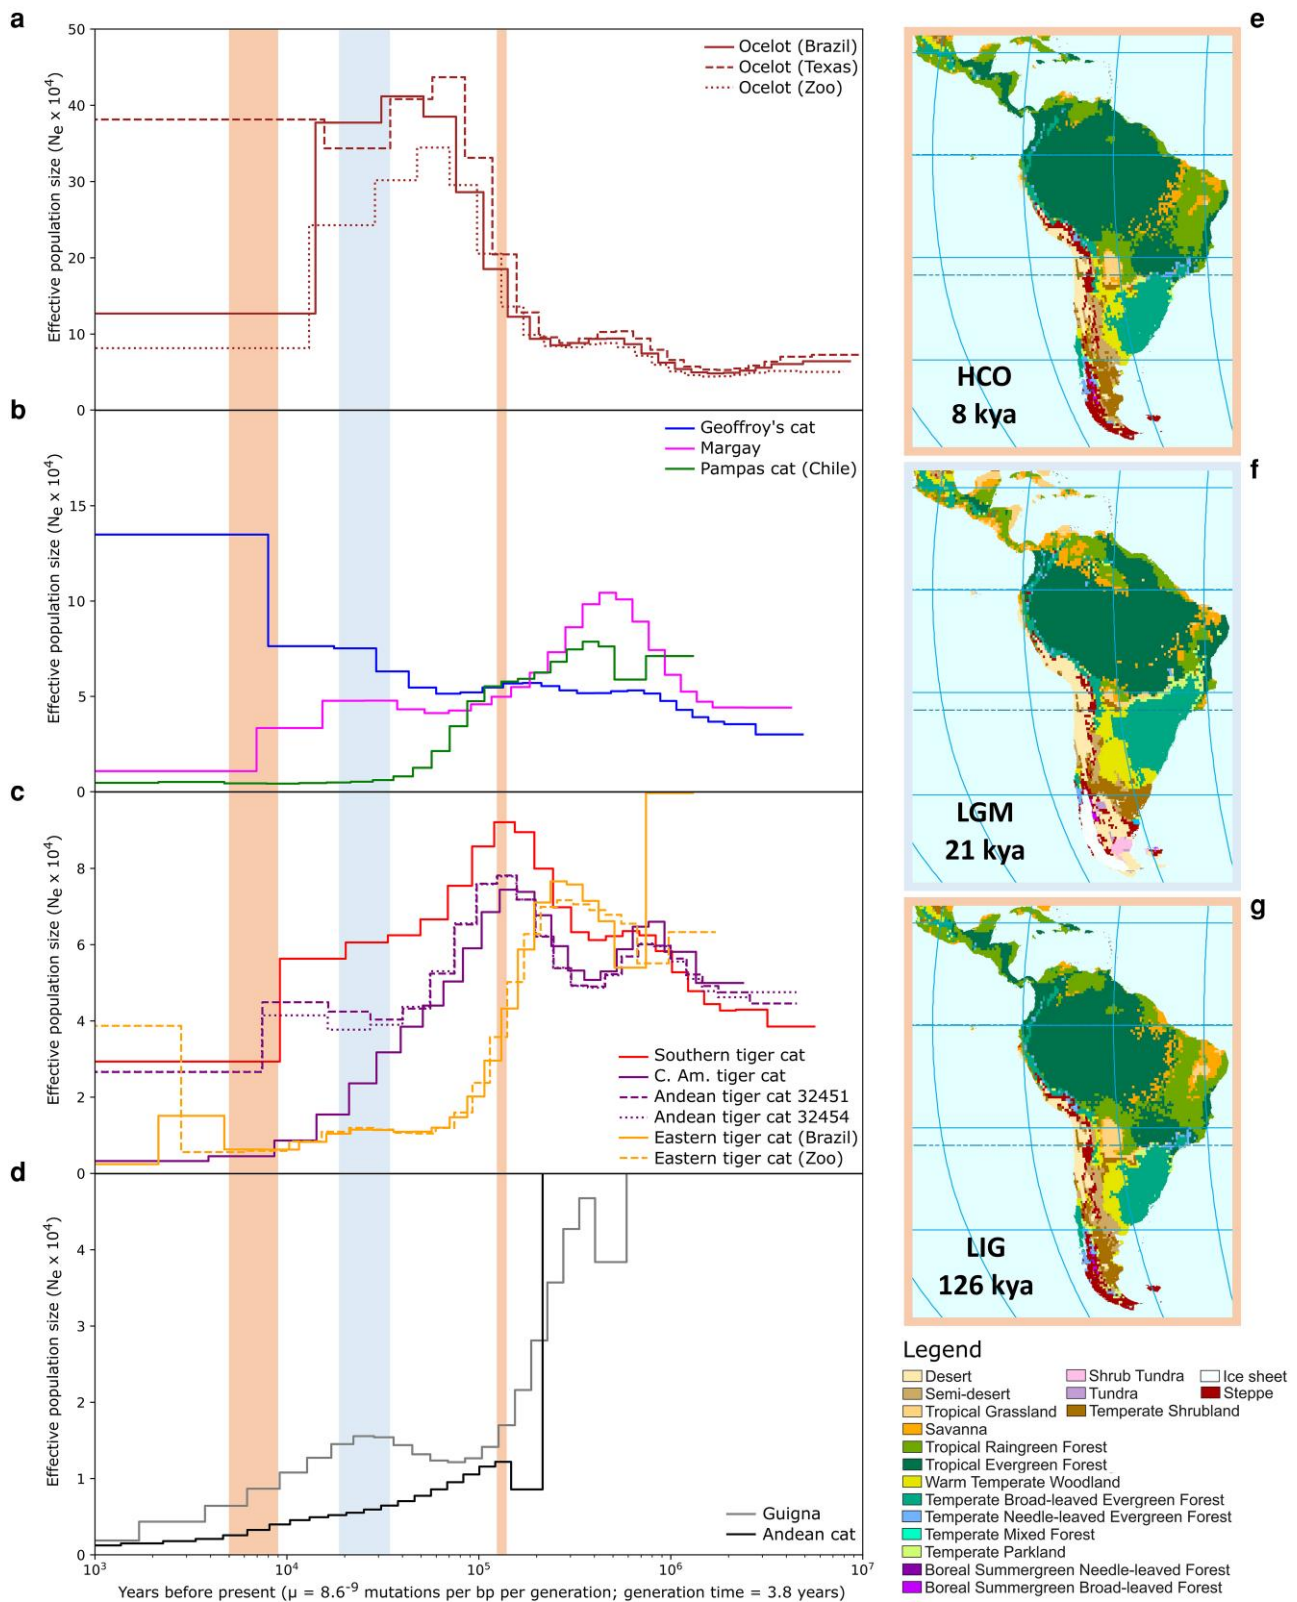 a
50
40
30
20
10
0
Effective population size (Ne x 10⁴)
Ocelot (Brazil)
Ocelot (Texas)
Ocelot (Zoo)
b
15
10
5
0
Effective population size (Ne x 10⁴)
Geoffroy's cat
Margay
Pampas cat (Chile)
c
8
6
4
2
0
Effective population size (Ne x 10⁴)
Southern tiger cat
C. Am. tiger cat
Andean tiger cat 32451
Andean tiger cat 32454
Eastern tiger cat (Brazil)
Eastern tiger cat (Zoo)
d
4
3
2
1
0
Effective population size (Ne x 10⁴)
Guigna
Andean cat
10³ 10⁴ 10⁵ 10⁶ 10⁷
Years before present (μ = 8.6⁻⁹ mutations per bp per generation; generation time = 3.8 years)
e
HCO
8 kya
f
LGM
21 kya
g
LIG
126 kya
Legend
Desert
Semi-desert
Tropical Grassland
Savanna
Tropical Raingreen Forest
Tropical Evergreen Forest
Warm Temperate Woodland
Temperate Broad-leaved Evergreen Forest
Temperate Needle-leaved Evergreen Forest
Temperate Mixed Forest
Temperate Parkland
Boreal Summergreen Needle-leaved Forest
Boreal Summergreen Broad-leaved Forest
Shrub Tundra
Tundra
Temperate Shrubland
Ice sheet
Steppe